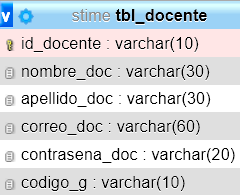 v stime tbl_docente
id_docente : varchar(10)
nombre_doc : varchar(30)
apellido_doc : varchar(30)
correo_doc : varchar(60)
contrasena_doc : varchar(20)
codigo_g : varchar(10)